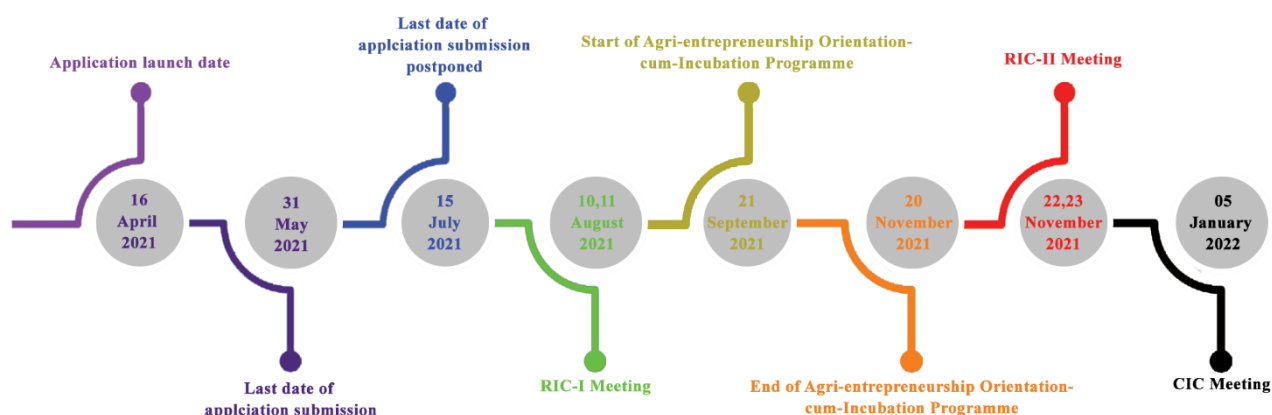 Application launch date
16
April
2021
31
May
2021
Last date of
applciation submission
Last date of
applciation submission
postponed
15
July
2021
10,11
August
2021
RIC-I Meeting
Start of Agri-entrepreneurship Orientation-
cum-Incubation Programme
21
September
2021
20
November
2021
End of Agri-entrepreneurship Orientation-
cum-Incubation Programme
RIC-II Meeting
22,23
November
2021
05
January
2022
CIC Meeting